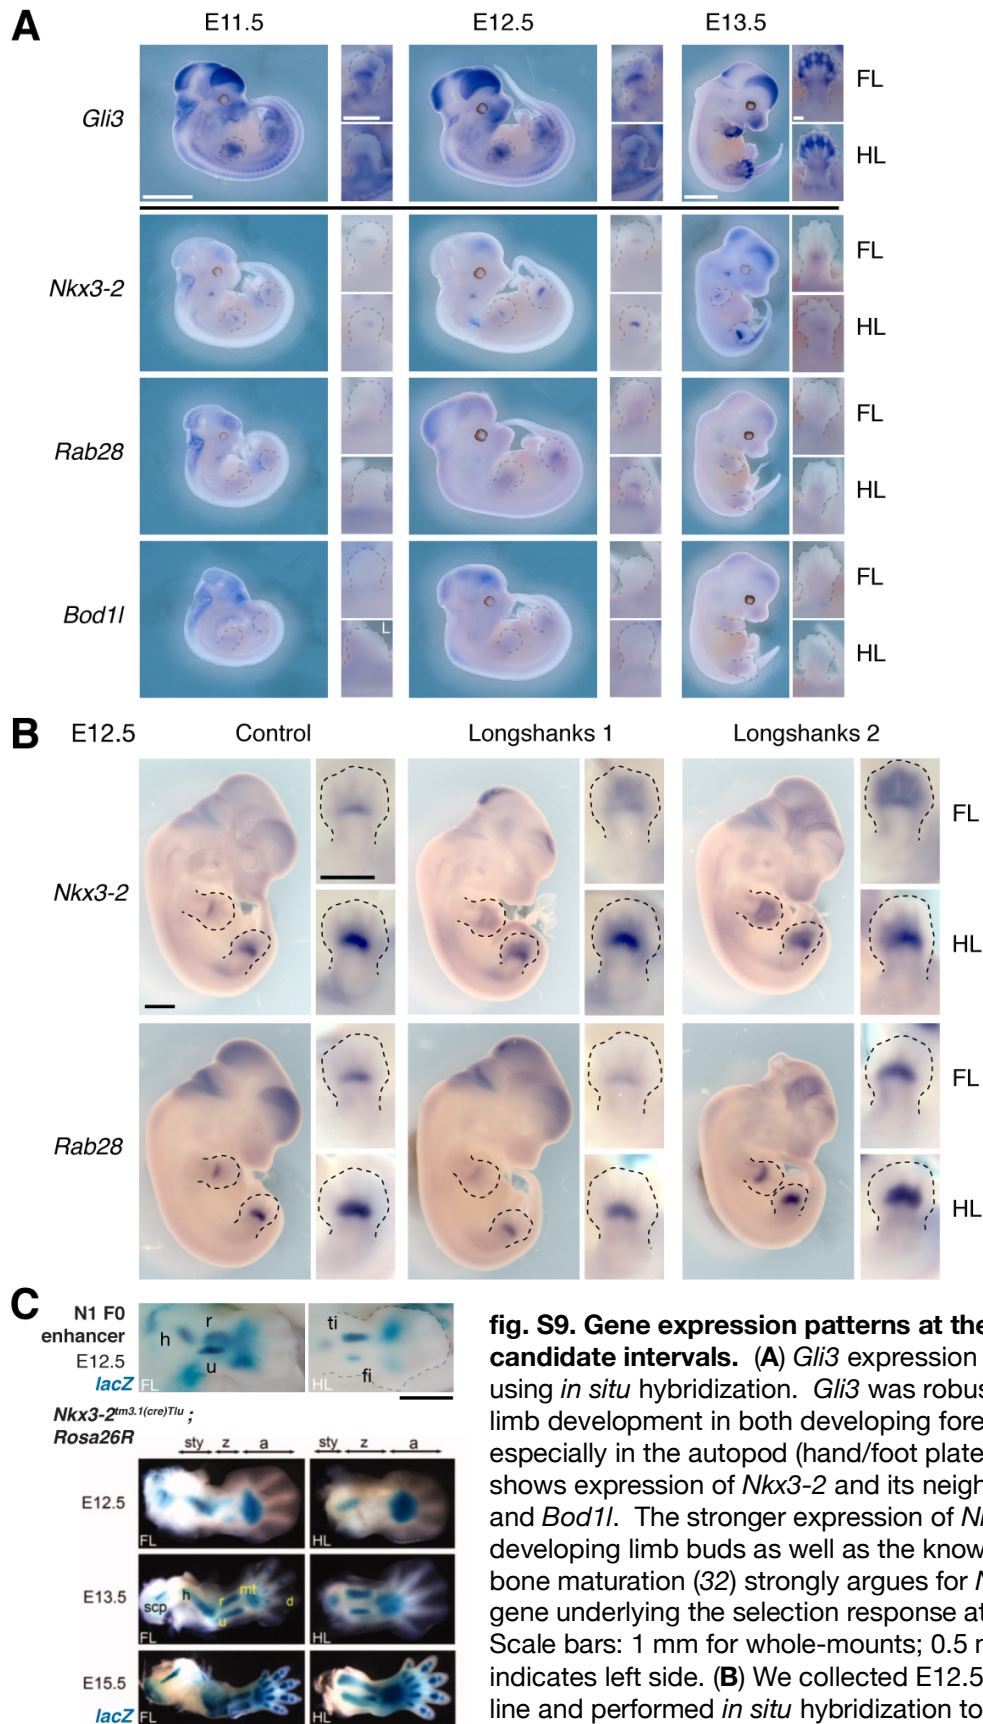 A
E11.5 E12.5 E13.5
Gli3
FL
HL
Nkx3-2
FL
HL
Rab28
FL
HL
Bod1l
L
FL
HL
B
E12.5 Control Longshanks 1 Longshanks 2
Nkx3-2
FL
HL
Rab28
FL
HL
C
N1 F0
enhancer
E12.5
lacZ
h r u FL
ti fi HL
Nkx3-2tm3.1(cre)Tlu ;
Rosa26R
sty z a sty z a
E12.5
FL HL
E13.5
scp h r u mt d
FL HL
E15.5
lacZ
FL HL
fig. S9. Gene expression patterns at the
candidate intervals. (A) Gli3 expression
using in situ hybridization. Gli3 was robus
limb development in both developing fore
especially in the autopod (hand/foot plate
shows expression of Nkx3-2 and its neigh
and Bod1l. The stronger expression of N
developing limb buds as well as the know
bone maturation (32) strongly argues for N
gene underlying the selection response at
Scale bars: 1 mm for whole-mounts; 0.5 m
indicates left side. (B) We collected E12.5
line and performed in situ hybridization to